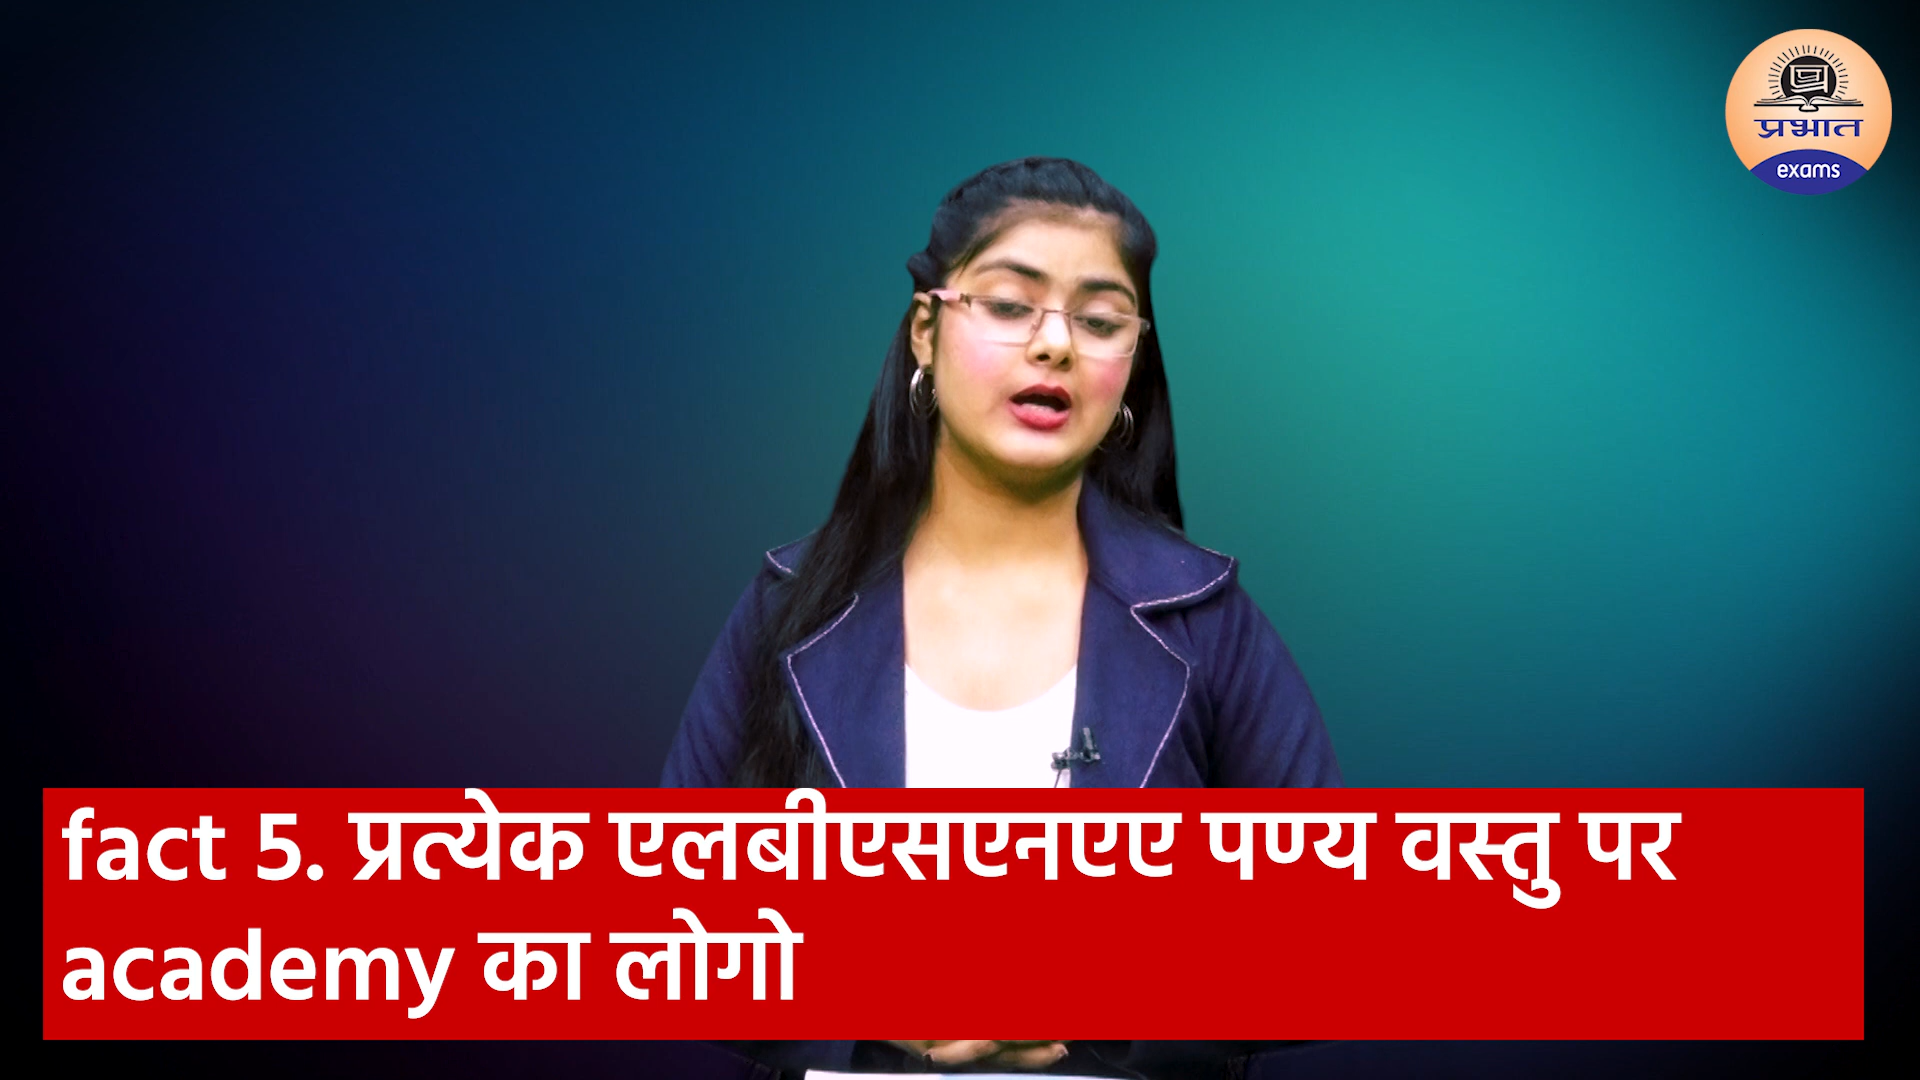 प्रभात
exams
fact 5. प्रत्येक एलबीएसएनएए पण्य वस्तु पर
academy का लोगो